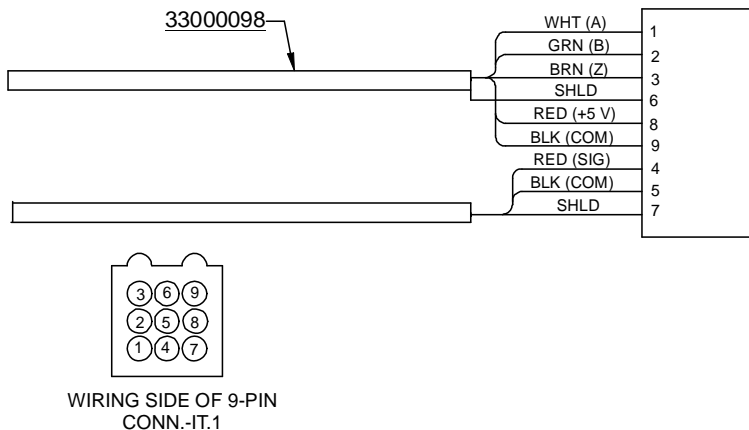 33000098
WHT (A) 1
GRN (B) 2
BRN (Z) 3
SHLD 6
RED (+5 V) 8
BLK (COM) 9
RED (SIG) 4
BLK (COM) 5
SHLD 7
3 6 9
2 5 8
1 4 7
WIRING SIDE OF 9-PIN
CONN.-IT.1